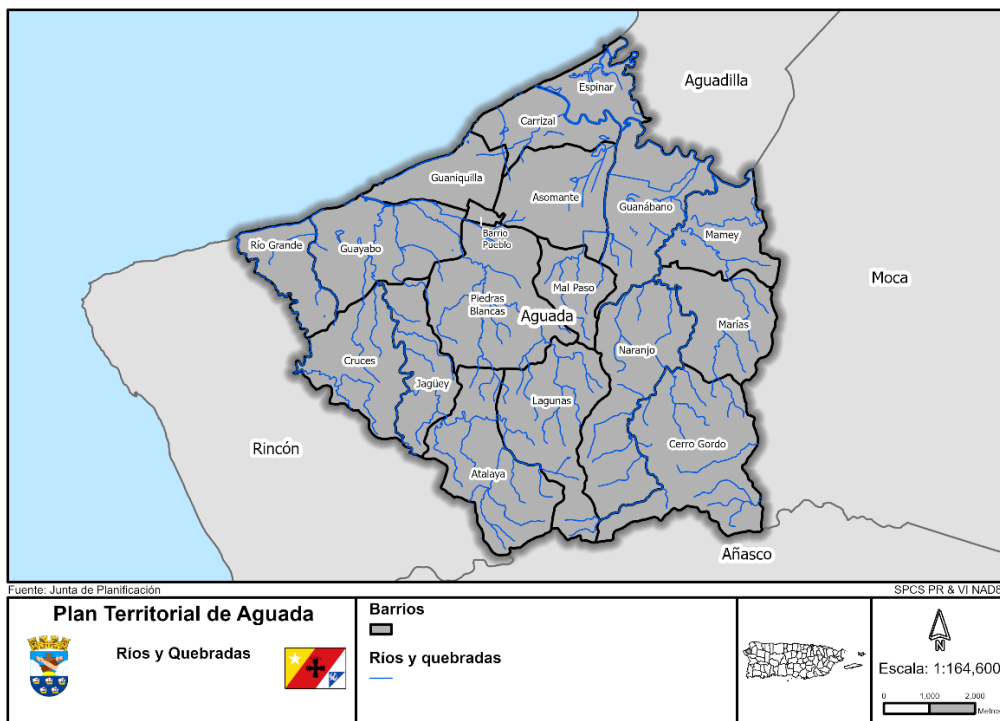 Aguadilla
Espinar
Carrizal
Guaniquilla
Asomante
Guanábano
Mamey
Río Grande
Guayabo
Barrio
Pueblo
Moca
Mal Paso
Piedras
Blancas
Aguada
Marías
Naranjo
Cruces
Jagüey
Lagunas
Rincón
Cerro Gordo
Atalaya
Añasco
Fuente: Junta de Planificación
SPCS PR & VI NAD8
Plan Territorial de Aguada
Ríos y Quebradas
Barrios
Ríos y quebradas
N
Escala: 1:164,600
0 1,000 2,000
Metros